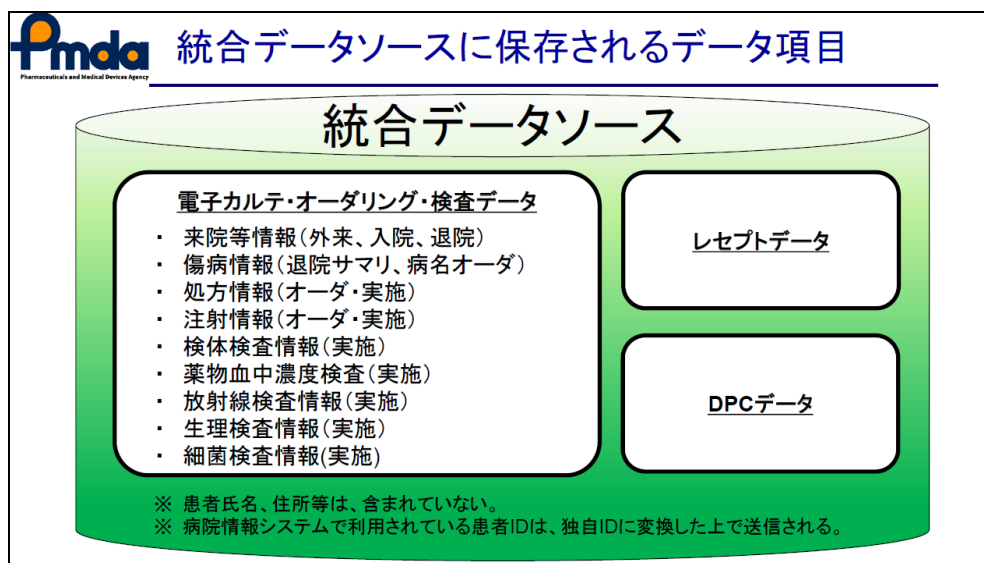 Pmda
Pharmaceuticals and Medical Devices Agency
統合データソースに保存されるデータ項目
統合データソース
電子カルテ・オーダリング・検査データ
・ 来院等情報(外来、入院、退院)
・ 傷病情報(退院サマリ、病名オーダ)
・ 処方情報(オーダ・実施)
・ 注射情報(オーダ・実施)
・ 検体検査情報(実施)
・ 薬物血中濃度検査(実施)
・ 放射線検査情報(実施)
・ 生理検査情報(実施)
・ 細菌検査情報(実施)
レセプトデータ
DPCデータ
※ 患者氏名、住所等は、含まれていない。
※ 病院情報システムで利用されている患者IDは、独自IDに変換した上で送信される。